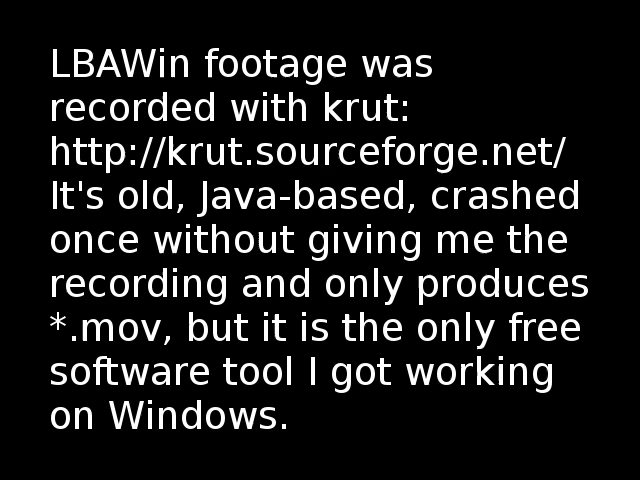 LBAWin footage was
recorded with krut:
http://krut.sourceforge.net/
It's old, Java-based, crashed
once without giving me the
recording and only produces
*.mov, but it is the only free
software tool I got working
on Windows.